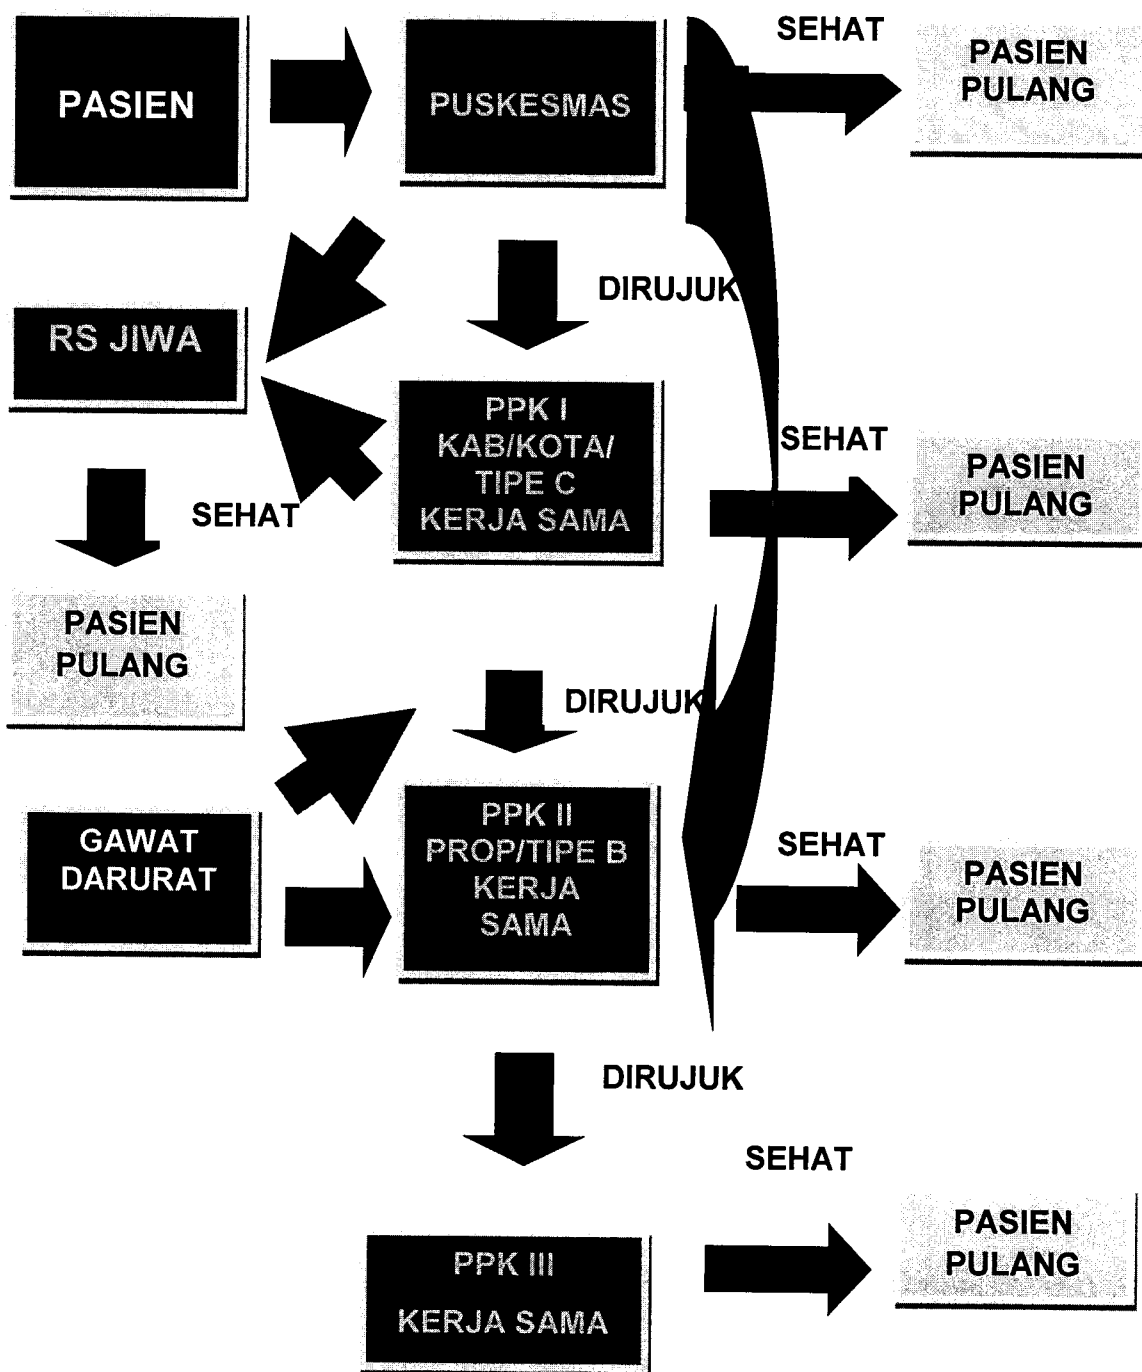 SEHAT
PASIEN
PUSKESMAS
PASIEN
PULANG
DIRUJUK
RS JIWA
PPK I
KAB/KOTA/
TIPE C
KERJA SAMA
SEHAT
PASIEN
PULANG
SEHAT
PASIEN
PULANG
DIRUJUK
GAWAT
DARURAT
PPK II
PROP/TIPE B
KERJA
SAMA
SEHAT
PASIEN
PULANG
DIRUJUK
SEHAT
PPK III
KERJA SAMA
PASIEN
PULANG